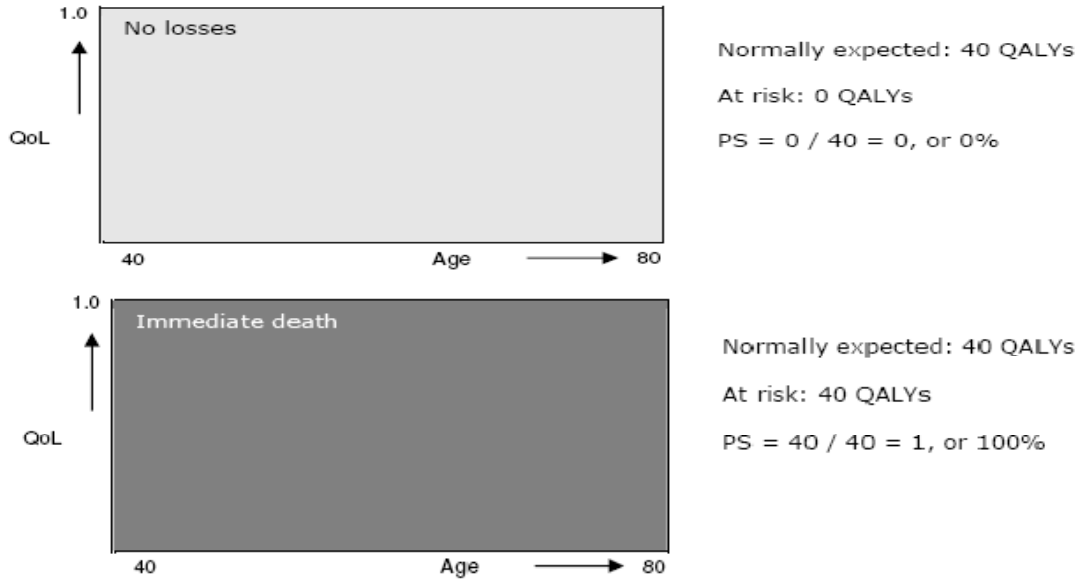 1.0
No losses
Normally expected: 40 QALYs
At risk: 0 QALYs
QoL
PS = 0 / 40 = 0, or 0%
40 Age 80
1.0
Immediate death
Normally expected: 40 QALYs
At risk: 40 QALYs
QoL
PS = 40 / 40 = 1, or 100%
40 Age 80